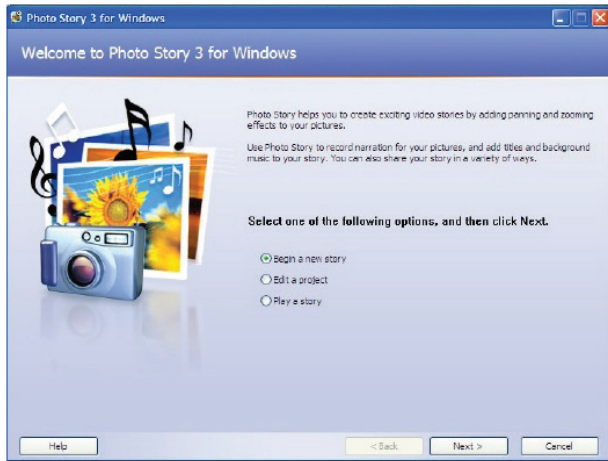 Photo Story 3 for Windows
Welcome to Photo Story 3 for Windows
Photo Story helps you to create exciting video stories by adding panning and zooming
effects to your pictures.
Use Photo Story to record narration for your pictures, and add titles and background
music to your story. You can also share your story in a variety of ways.
Select one of the following options, and then click Next.
Begin a new story
Edit a project
Play a story
Help
< Back
Next >
Cancel